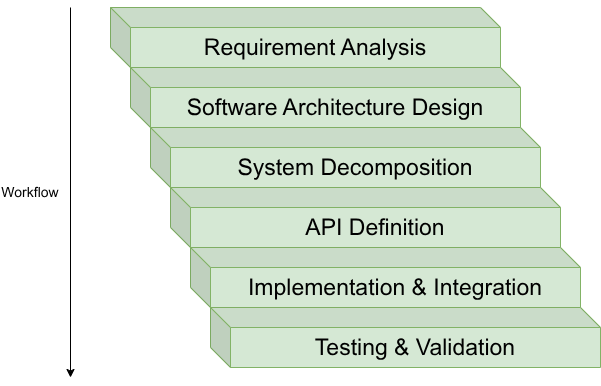 Requirement Analysis
Software Architecture Design
System Decomposition
Workflow
API Definition
Implementation & Integration
Testing & Validation